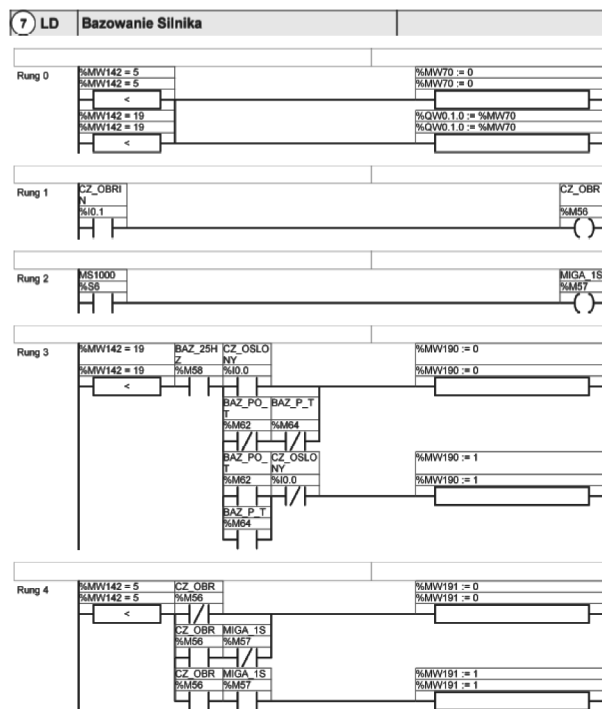 7 LD Bazowanie Silnika
Rung 0
%MW142 = 5 %MW70 := 0
%MW142 = 5 %MW70 := 0
<
%MW142 = 19 %QW0.1.0 := %MW70
%MW142 = 19 %QW0.1.0 := %MW70
<
Rung 1
CZ_OBRI CZ_OBR
N
%I0.1 %M56
Rung 2
MS1000 MIGA_1S
%S6 %M57
Rung 3
%MW142 = 19 BAZ_25H CZ_OSLO %MW190 := 0
Z NY
%MW142 = 19 %M58 %I0.0 %MW190 := 0
<
BAZ_PO_ BAZ_P_T
T
%M62 %M64
BAZ_PO_ CZ_OSLO %MW190 := 1
T NY
%M62 %I0.0 %MW190 := 1
BAZ_P_T
%M64
Rung 4
%MW142 = 5 CZ_OBR %MW191 := 0
%MW142 = 5 %M56 %MW191 := 0
<
CZ_OBR MIGA_1S
%M56 %M57
CZ_OBR MIGA_1S %MW191 := 1
%M56 %M57 %MW191 := 1